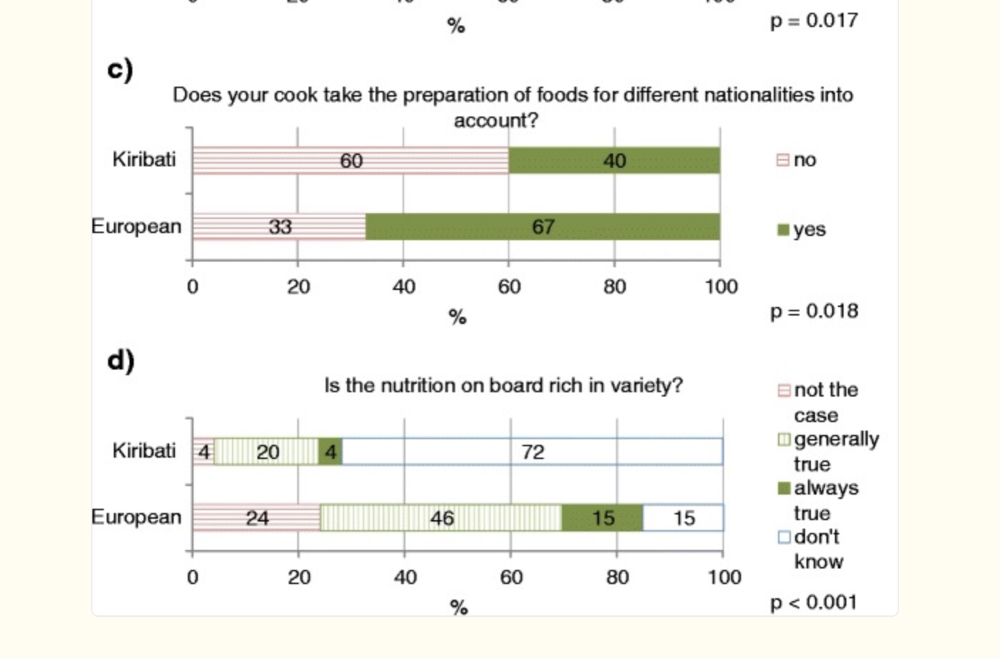 %
p = 0.017
c)
Does your cook take the preparation of foods for different nationalities into
account?
Kiribati
60
40
no
European
33
67
yes
0 20 40 60 80 100
%
p = 0.018
d)
Is the nutrition on board rich in variety?
not the
case
Kiribati
4 20 4 72
generally
true
always
true
European
24 46 15 15
don't
know
0 20 40 60 80 100
%
p < 0.001